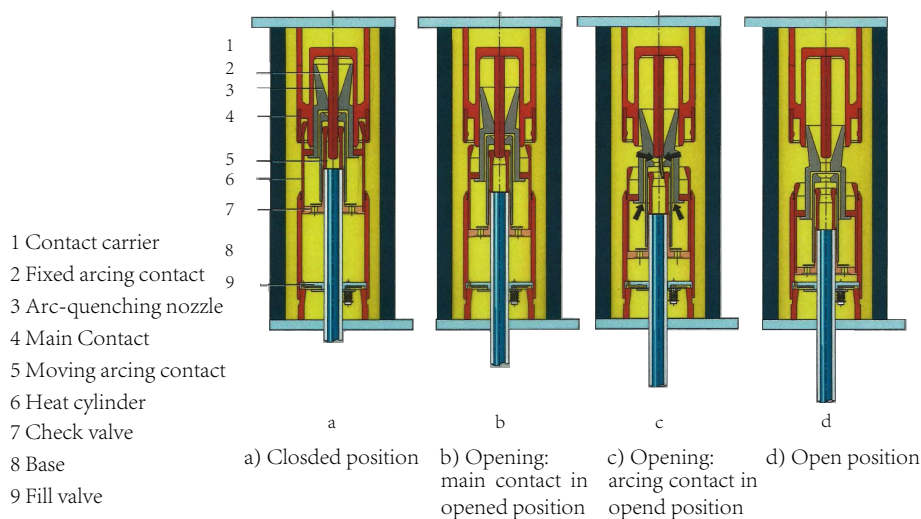 1
2
3
4
5
6
7
8
9
1 Contact carrier
2 Fixed arcing contact
3 Arc-quenching nozzle
4 Main Contact
5 Moving arcing contact
6 Heat cylinder
7 Check valve
8 Base
9 Fill valve
a
b
c
d
a) Closded position
b) Opening:
main contact in
opened position
c) Opening:
arcing contact in
opend position
d) Open position